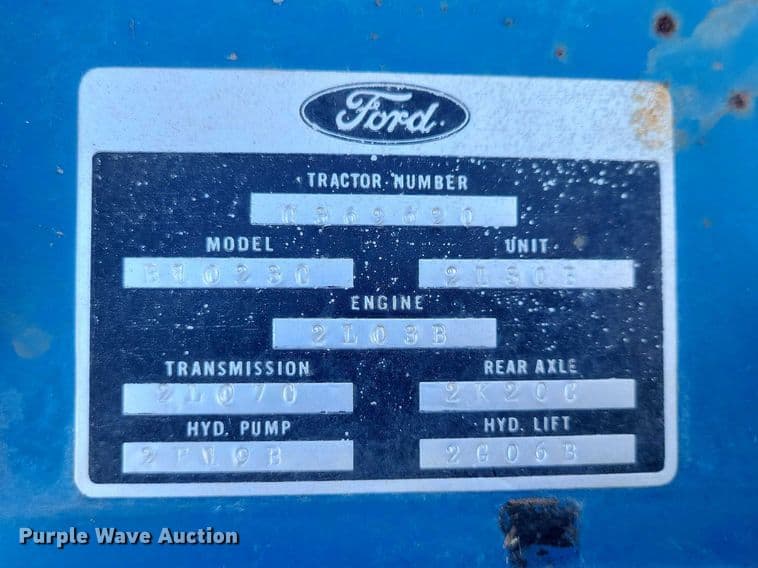 Ford
TRACTOR NUMBER
MODEL UNIT
ENGINE
2L03B
TRANSMISSION REAR AXLE
2L07C 2K20C
HYD. PUMP HYD. LIFT
2G06B
Purple Wave Auction